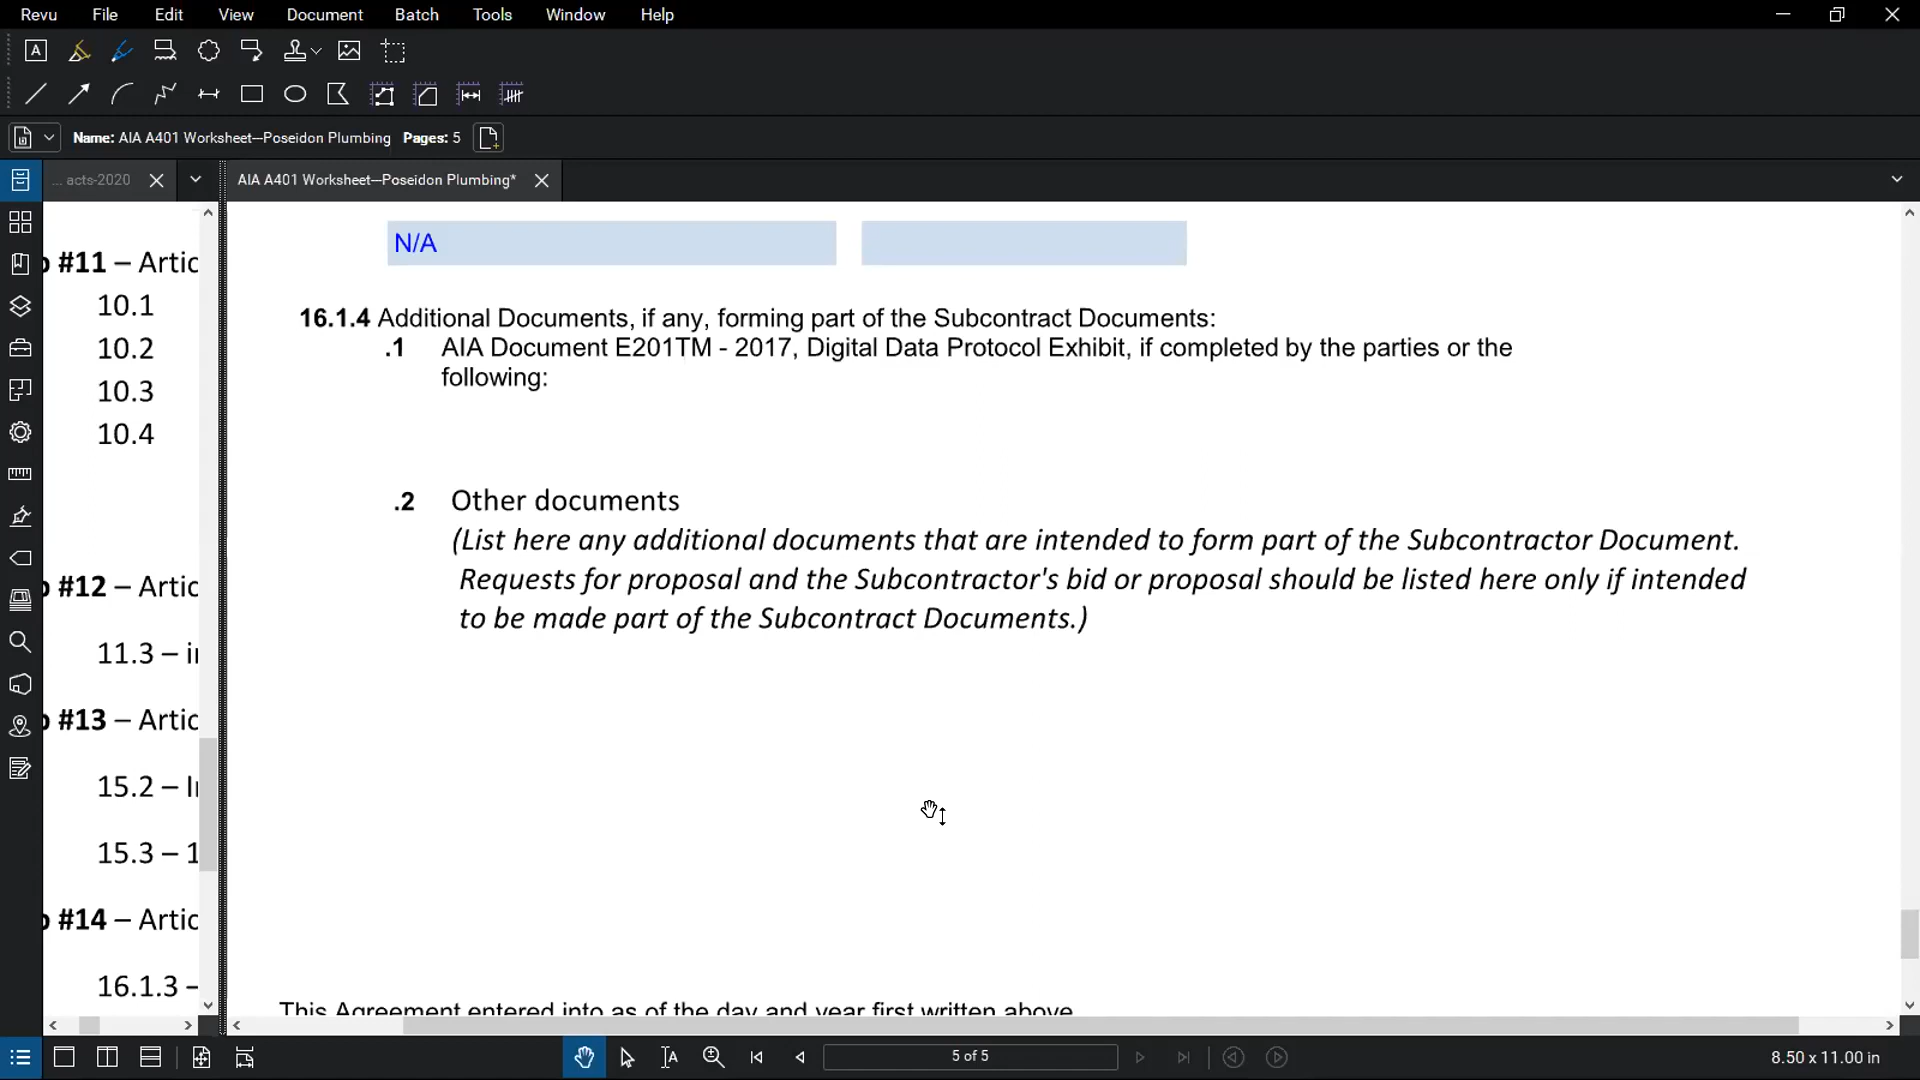 Revu File Edit View Document Batch Tools Window Help
Name: AIA A401 Worksheet--Poseidon Plumbing Pages: 5
... acts-2020
AIA A401 Worksheet--Poseidon Plumbing*
#11 – Artic
10.1
10.2
10.3
10.4
#12 – Artic
11.3 –
#13 – Artic
15.2 –
15.3 – 1
#14 – Artic
16.1.3 –
N/A
16.1.4 Additional Documents, if any, forming part of the Subcontract Documents:
.1 AIA Document E201TM - 2017, Digital Data Protocol Exhibit, if completed by the parties or the
following:
.2 Other documents
(List here any additional documents that are intended to form part of the Subcontractor Document.
Requests for proposal and the Subcontractor's bid or proposal should be listed here only if intended
to be made part of the Subcontract Documents.)
This Agreement entered into as of the day and year first written above
5 of 5
8.50 x 11.00 in